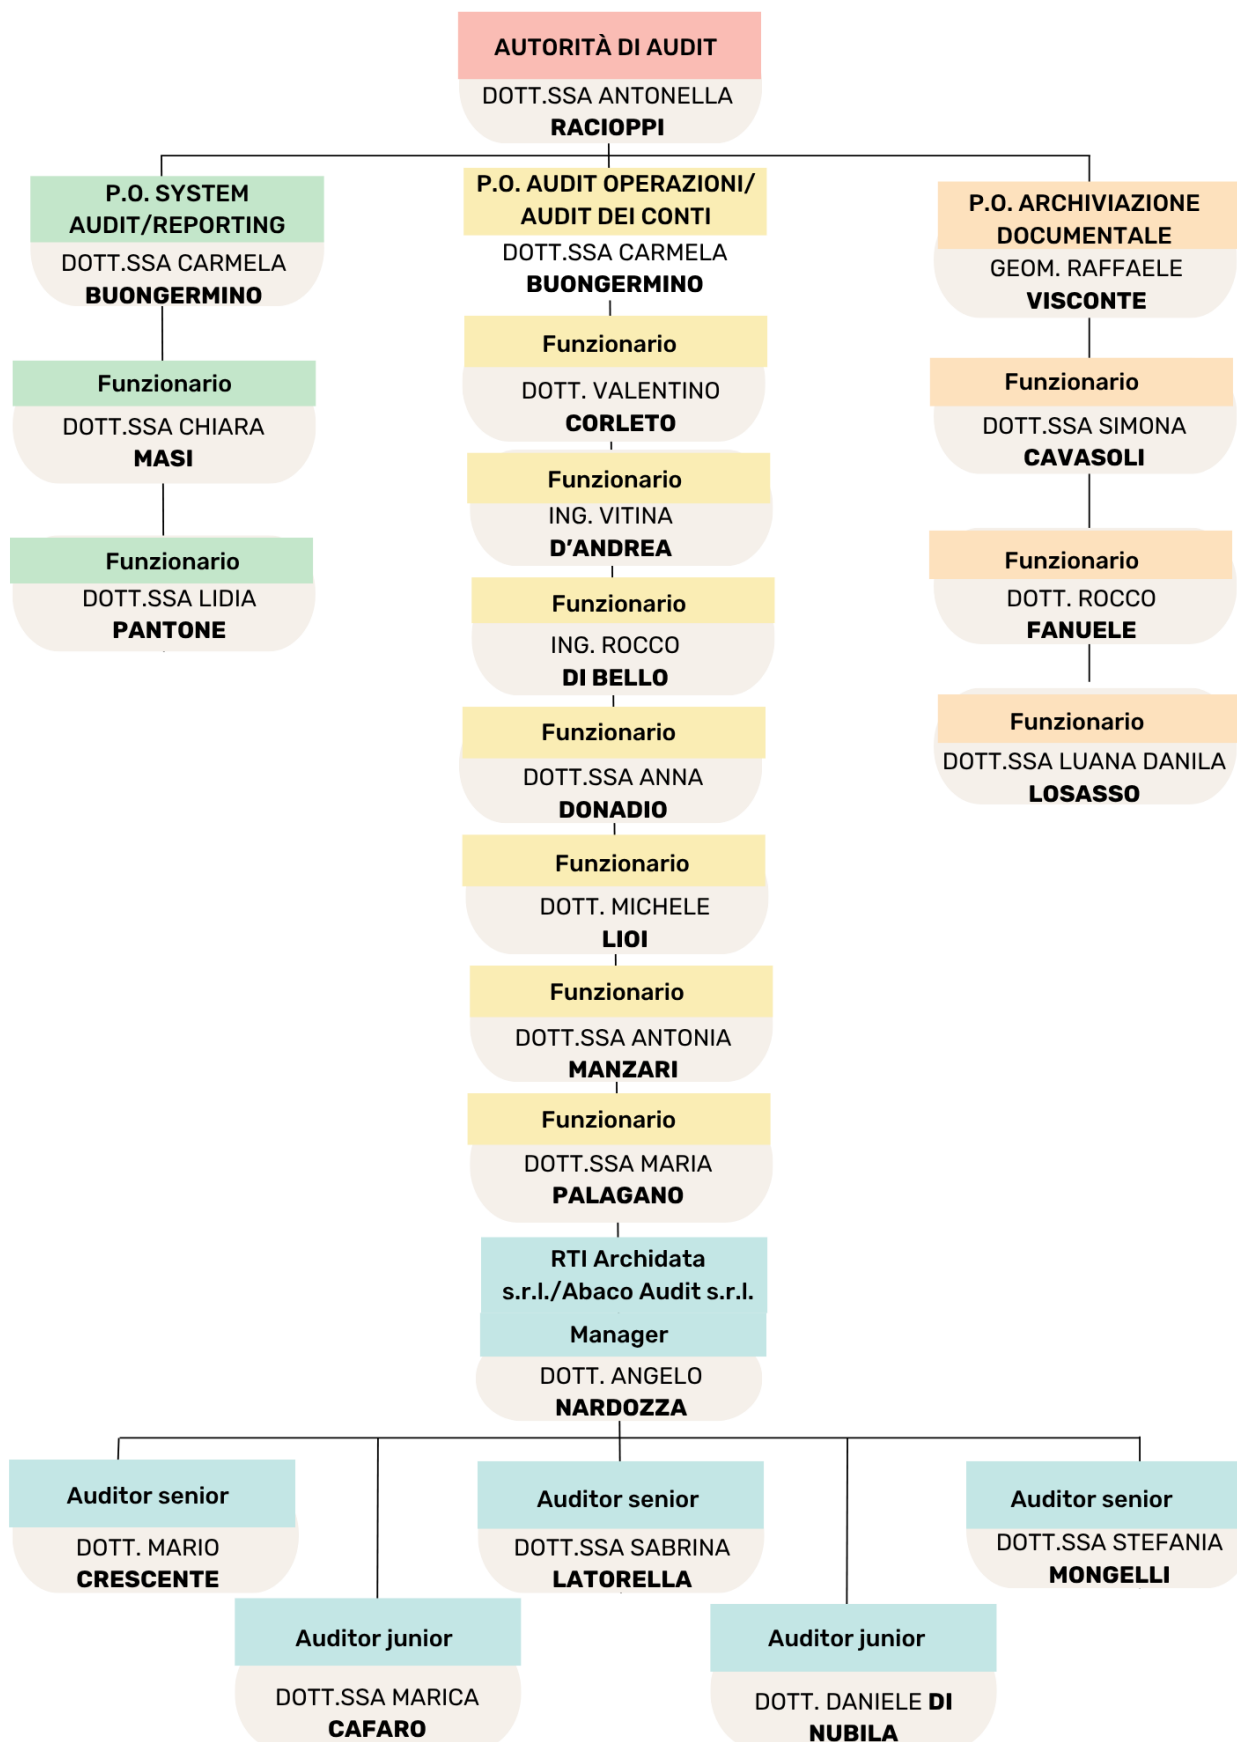 AUTORITÀ DI AUDIT
DOTT.SSA ANTONELLA
RACIOPPI
P.O. SYSTEM
AUDIT/REPORTING
DOTT.SSA CARMELA
BUONGERMINO
Funzionario
DOTT.SSA CHIARA
MASI
Funzionario
DOTT.SSA LIDIA
PANTONE
P.O. AUDIT OPERAZIONI/
AUDIT DEI CONTI
DOTT.SSA CARMELA
BUONGERMINO
Funzionario
DOTT. VALENTINO
CORLETO
Funzionario
ING. VITINA
D’ANDREA
Funzionario
ING. ROCCO
DI BELLO
Funzionario
DOTT.SSA ANNA
DONADIO
Funzionario
DOTT. MICHELE
LIOI
Funzionario
DOTT.SSA ANTONIA
MANZARI
Funzionario
DOTT.SSA MARIA
PALAGANO
P.O. ARCHIVIAZIONE
DOCUMENTALE
GEOM. RAFFAELE
VISCONTE
Funzionario
DOTT.SSA SIMONA
CAVASOLI
Funzionario
DOTT. ROCCO
FANUELE
Funzionario
DOTT.SSA LUANA DANILA
LOSASSO
RTI Archidata
s.r.l./Abaco Audit s.r.l.
Manager
DOTT. ANGELO
NARDOZZA
Auditor senior
DOTT. MARIO
CRESCENTE
Auditor junior
DOTT.SSA MARICA
CAFARO
Auditor senior
DOTT.SSA SABRINA
LATORELLA
Auditor junior
DOTT. DANIELE DI
NUBILA
Auditor senior
DOTT.SSA STEFANIA
MONGELLI